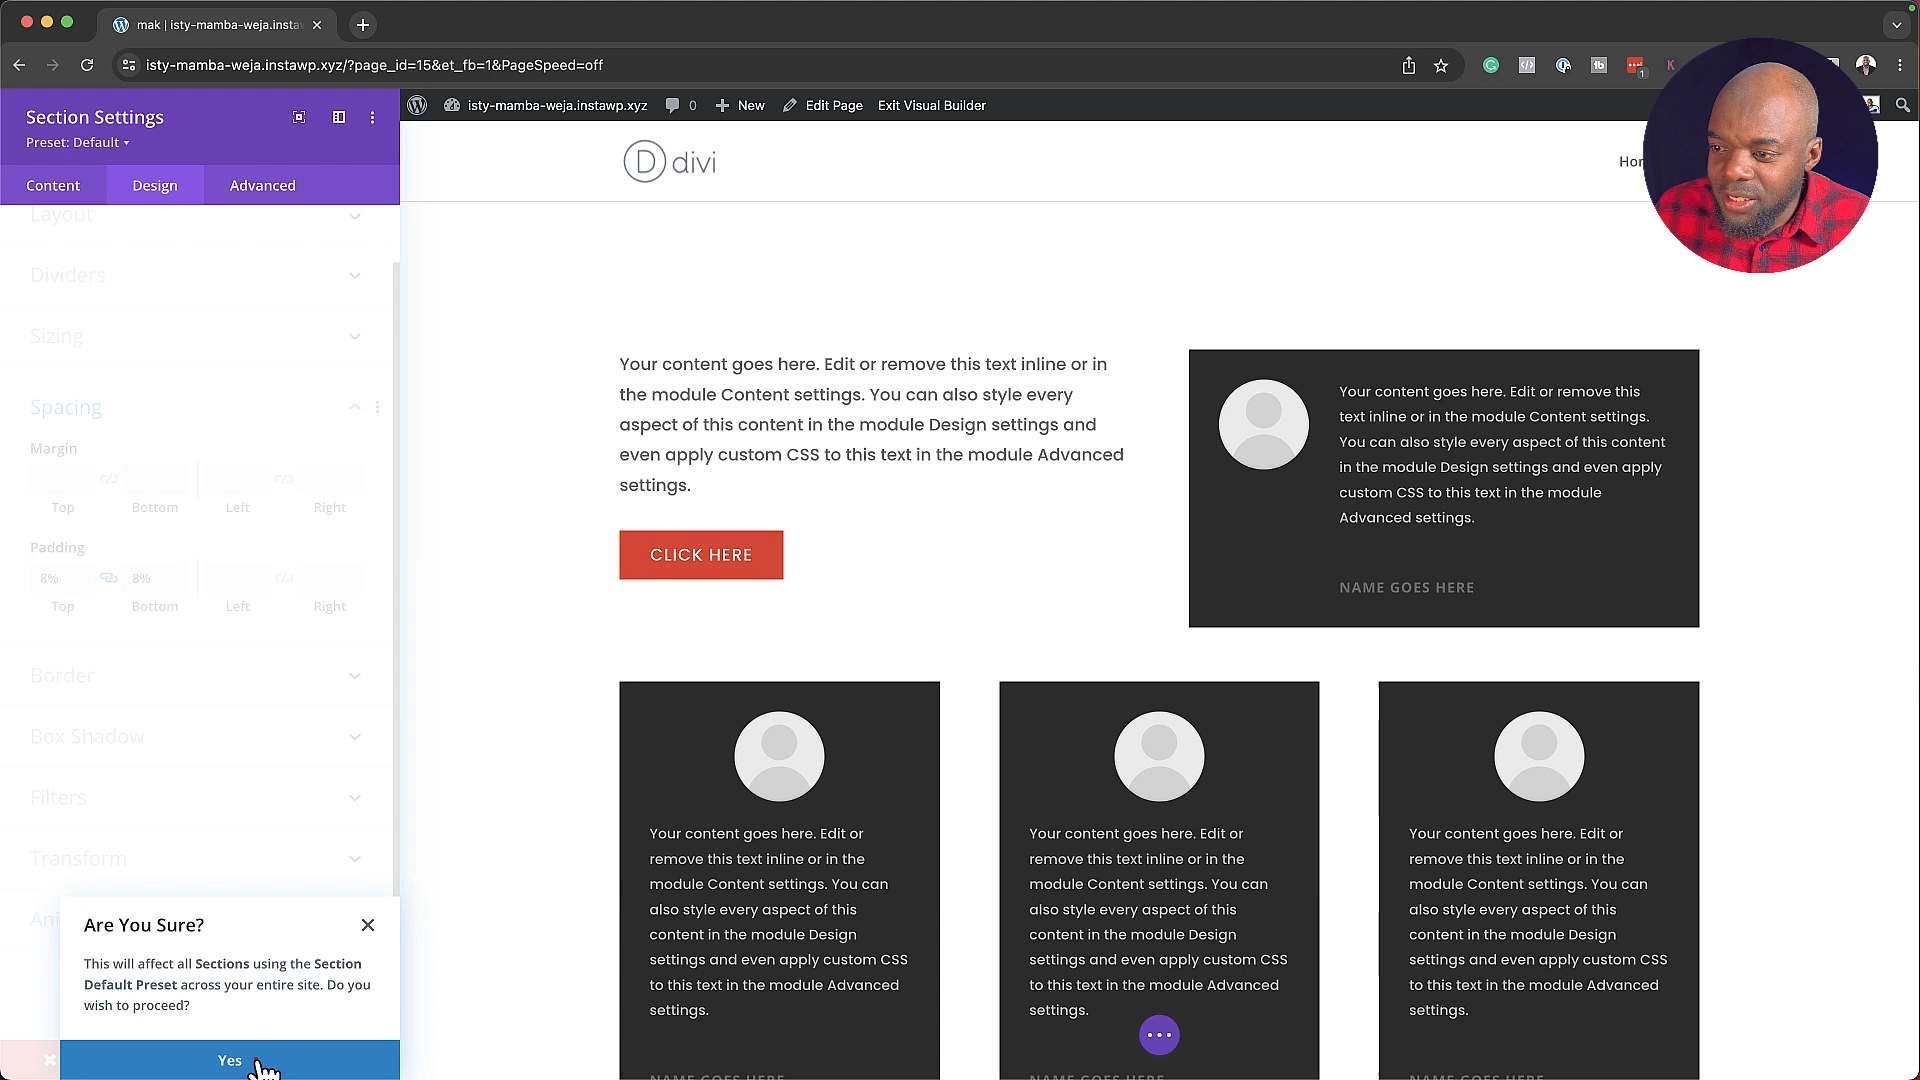 mak | isty-mamba-weja.insta
isty-mamba-weja.instawp.xyz/?page_id=15&et_fb=1&PageSpeed=off
1
K
Section Settings
Preset: Default
Content
Design
Advanced
isty-mamba-weja.instawp.xyz
0
New
Edit Page
Exit Visual Builder
D divi
Hor
Layout
Dividers
Sizing
Spacing
Margin
Top
Bottom
Left
Right
Padding
8%
8%
Top
Bottom
Left
Right
Border
Box Shadow
Filters
Transform
Ani
Are You Sure?
This will affect all Sections using the Section
Default Preset across your entire site. Do you
wish to proceed?
Yes
Your content goes here. Edit or remove this text inline or in
the module Content settings. You can also style every
aspect of this content in the module Design settings and
even apply custom CSS to this text in the module Advanced
settings.
CLICK HERE
Your content goes here. Edit or remove this
text inline or in the module Content settings.
You can also style every aspect of this content
in the module Design settings and even apply
custom CSS to this text in the module
Advanced settings.
NAME GOES HERE
Your content goes here. Edit or
remove this text inline or in the
module Content settings. You can
also style every aspect of this
content in the module Design
settings and even apply custom CSS
to this text in the module Advanced
settings.
NAME GOES HERE
Your content goes here. Edit or
remove this text inline or in the
module Content settings. You can
also style every aspect of this
content in the module Design
settings and even apply custom CSS
to this text in the module Advanced
settings.
NAME GOES HERE
Your content goes here. Edit or
remove this text inline or in the
module Content settings. You can
also style every aspect of this
content in the module Design
settings and even apply custom CSS
to this text in the module Advanced
settings.
NAME GOES HERE